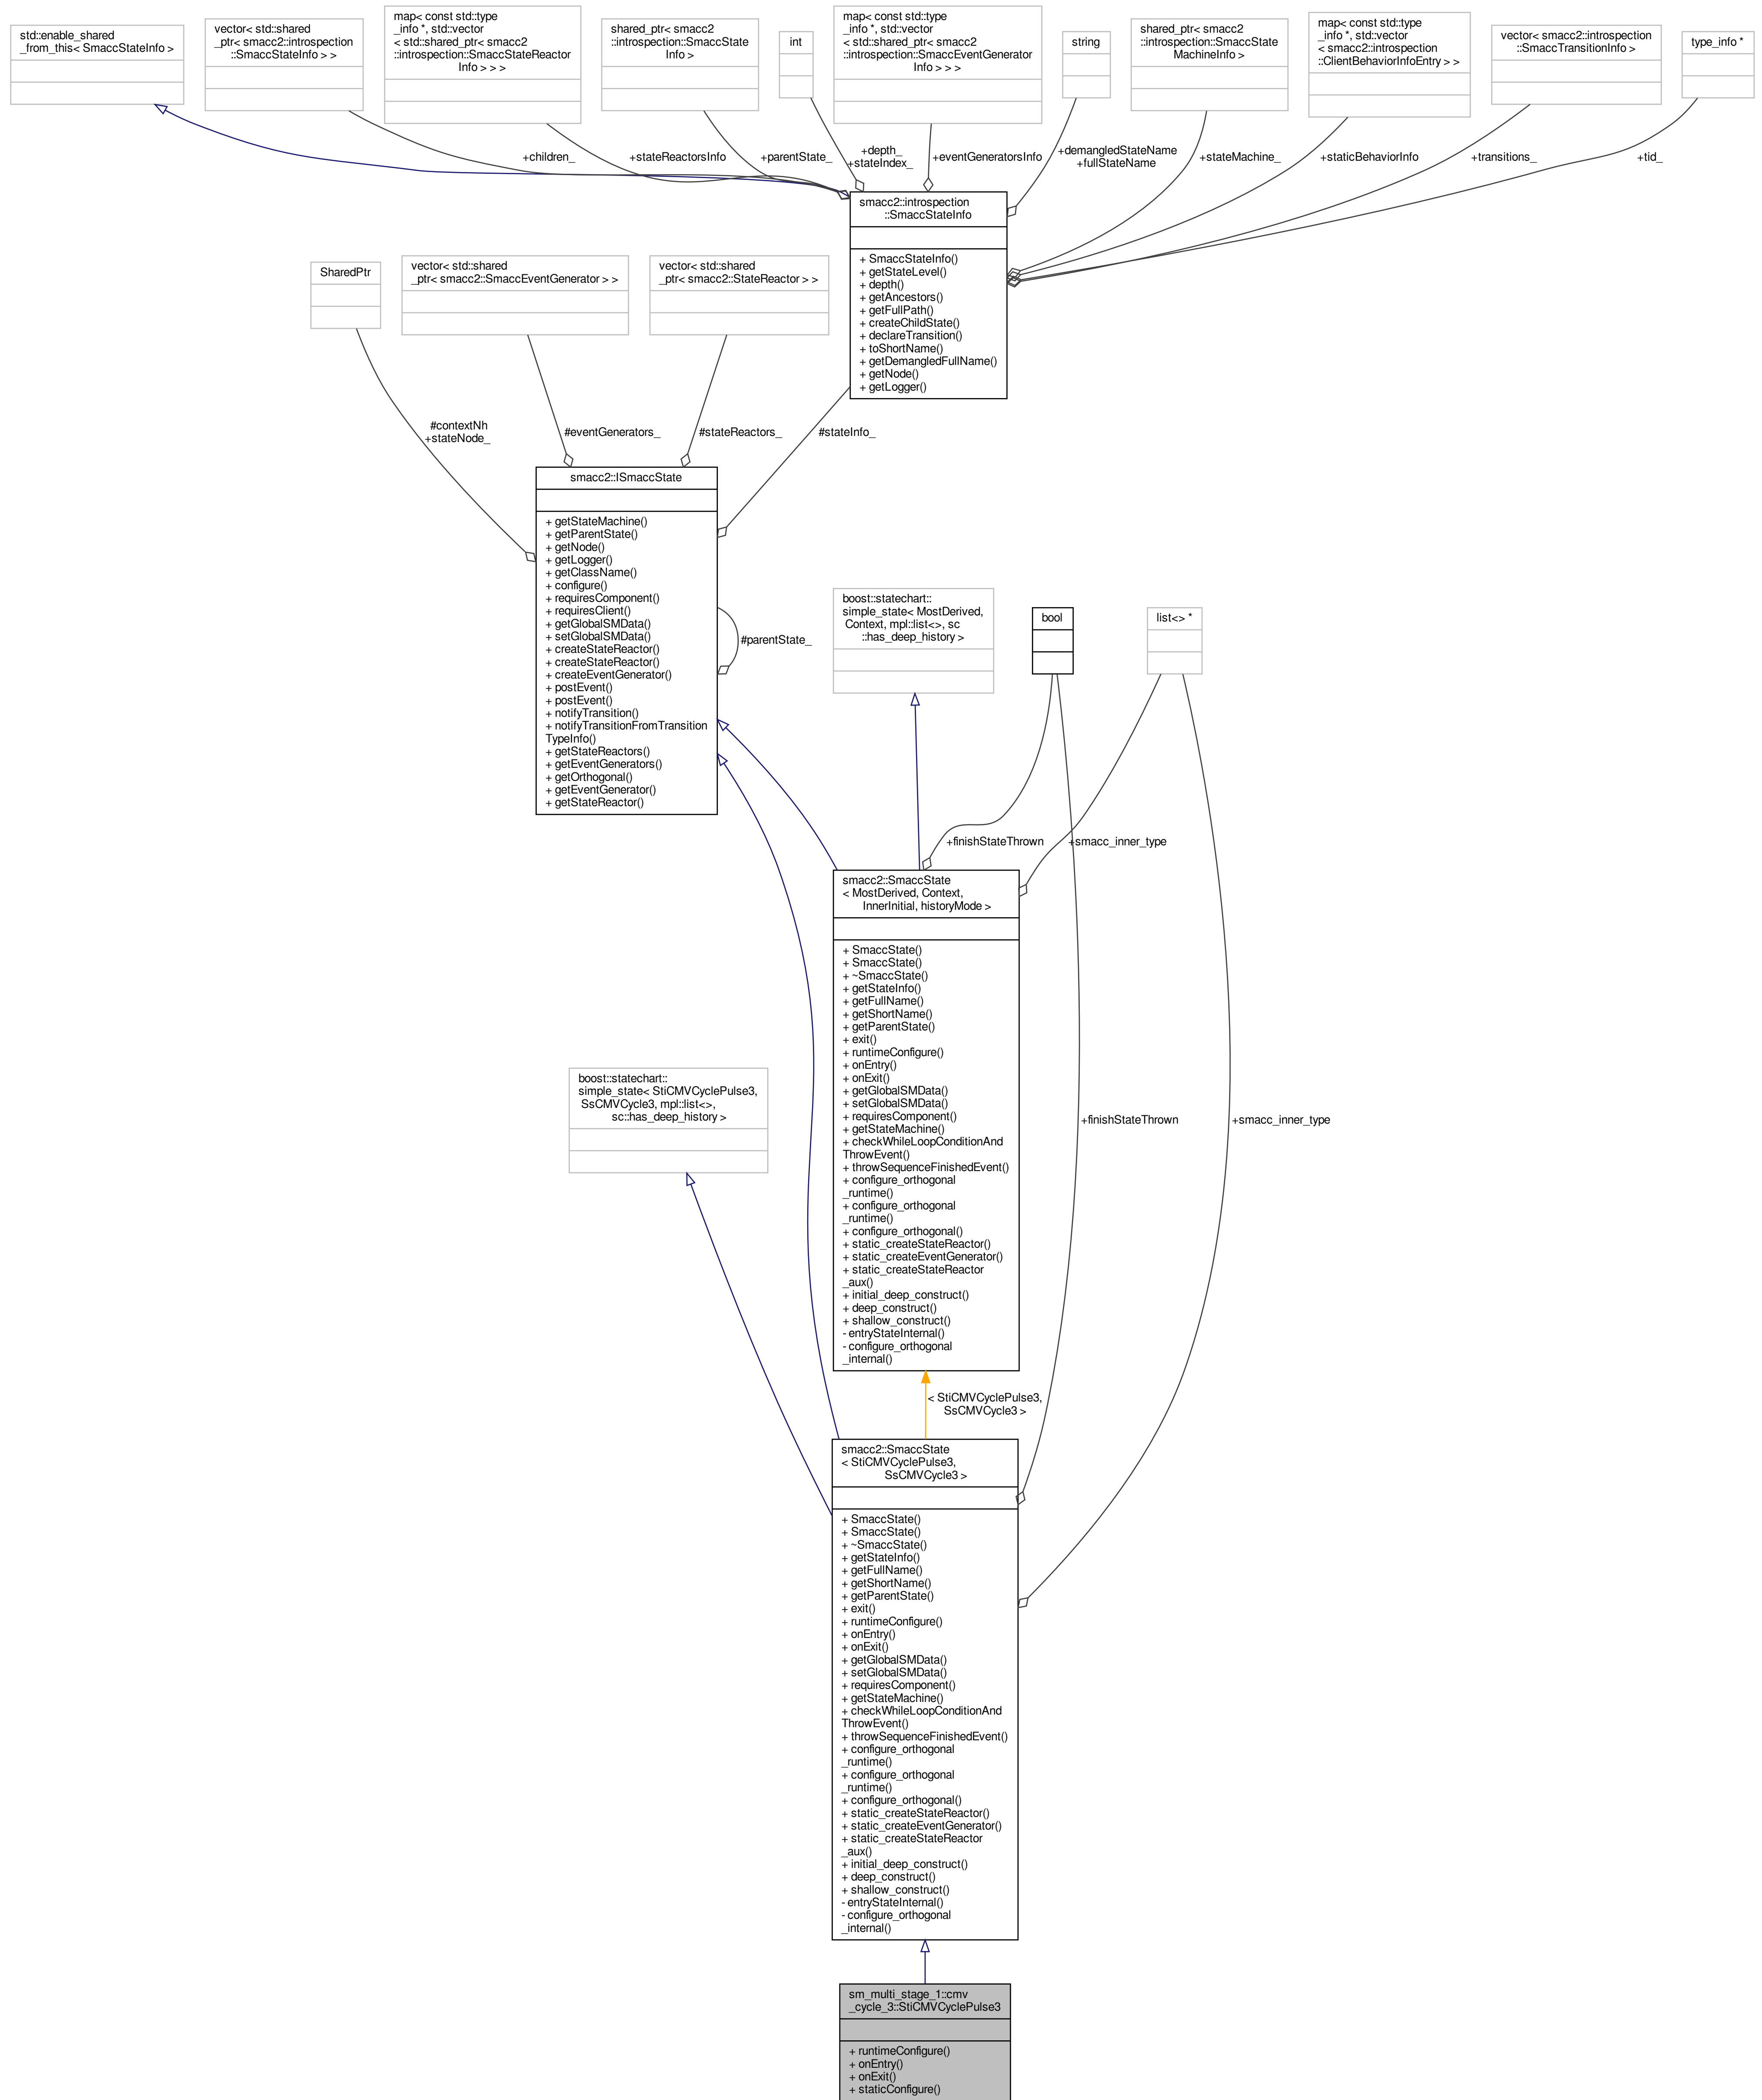 std::enable_shared
_from_this< SmaccStateInfo >
vector< std::shared
_ptr< smacc2::introspection
::SmaccStateInfo > >
map< const std::type
_info *, std::vector
< std::shared_ptr< smacc2
::introspection::SmaccStateReactor
Info > > >
shared_ptr< smacc2
::introspection::SmaccState
Info >
int
map< const std::type
_info *, std::vector
< std::shared_ptr< smacc2
::introspection::SmaccEventGenerator
Info > > >
string
shared_ptr< smacc2
::introspection::SmaccState
MachineInfo >
map< const std::type
_info *, std::vector
< smacc2::introspection
::ClientBehaviorInfoEntry > >
vector< smacc2::introspection
::SmaccTransitionInfo >
type_info *
+children_
+stateReactorsInfo
+parentState_
+depth_
+stateIndex_
+eventGeneratorsInfo
+demangledStateName
+fullStateName
+stateMachine_
+staticBehaviorInfo
+transitions_
+tid_
smacc2::introspection
::SmaccStateInfo
+ SmaccStateInfo()
+ getStateLevel()
+ depth()
+ getAncestors()
+ getFullPath()
+ createChildState()
+ declareTransition()
+ toShortName()
+ getDemangledFullName()
+ getNode()
+ getLogger()
SharedPtr
vector< std::shared
_ptr< smacc2::SmaccEventGenerator > >
vector< std::shared
_ptr< smacc2::StateReactor > >
#contextNh
+stateNode_
#eventGenerators_
#stateReactors_
#stateInfo_
smacc2::ISmaccState
+ getStateMachine()
+ getParentState()
+ getNode()
+ getLogger()
+ getClassName()
+ configure()
+ requiresComponent()
+ requiresClient()
+ getGlobalSMData()
+ setGlobalSMData()
+ createStateReactor()
+ createStateReactor()
+ createEventGenerator()
+ postEvent()
+ postEvent()
+ notifyTransition()
+ notifyTransitionFromTransition
TypeInfo()
+ getStateReactors()
+ getEventGenerators()
+ getOrthogonal()
+ getEventGenerator()
+ getStateReactor()
#parentState_
boost::statechart::
simple_state< MostDerived,
Context, mpl::list<>, sc
::has_deep_history >
bool
list<> *
+finishStateThrown
+smacc_inner_type
smacc2::SmaccState
< MostDerived, Context,
InnerInitial, historyMode >
+ SmaccState()
+ SmaccState()
+ ~SmaccState()
+ getStateInfo()
+ getFullName()
+ getShortName()
+ getParentState()
+ exit()
+ runtimeConfigure()
+ onEntry()
+ onExit()
+ getGlobalSMData()
+ setGlobalSMData()
+ requiresComponent()
+ getStateMachine()
+ checkWhileLoopConditionAnd
ThrowEvent()
+ throwSequenceFinishedEvent()
+ configure_orthogonal
_runtime()
+ configure_orthogonal
_runtime()
+ configure_orthogonal()
+ static_createStateReactor()
+ static_createEventGenerator()
+ static_createStateReactor
_aux()
+ initial_deep_construct()
+ deep_construct()
+ shallow_construct()
- entryStateInternal()
- configure_orthogonal
_internal()
boost::statechart::
simple_state< StiCMVCyclePulse3,
SsCMVCycle3, mpl::list<>,
sc::has_deep_history >
+finishStateThrown
+smacc_inner_type
< StiCMVCyclePulse3,
SsCMVCycle3 >
smacc2::SmaccState
< StiCMVCyclePulse3,
SsCMVCycle3 >
+ SmaccState()
+ SmaccState()
+ ~SmaccState()
+ getStateInfo()
+ getFullName()
+ getShortName()
+ getParentState()
+ exit()
+ runtimeConfigure()
+ onEntry()
+ onExit()
+ getGlobalSMData()
+ setGlobalSMData()
+ requiresComponent()
+ getStateMachine()
+ checkWhileLoopConditionAnd
ThrowEvent()
+ throwSequenceFinishedEvent()
+ configure_orthogonal
_runtime()
+ configure_orthogonal
_runtime()
+ configure_orthogonal()
+ static_createStateReactor()
+ static_createEventGenerator()
+ static_createStateReactor
_aux()
+ initial_deep_construct()
+ deep_construct()
+ shallow_construct()
- entryStateInternal()
- configure_orthogonal
_internal()
sm_multi_stage_1::cmv
_cycle_3::StiCMVCyclePulse3
+ runtimeConfigure()
+ onEntry()
+ onExit()
+ staticConfigure()